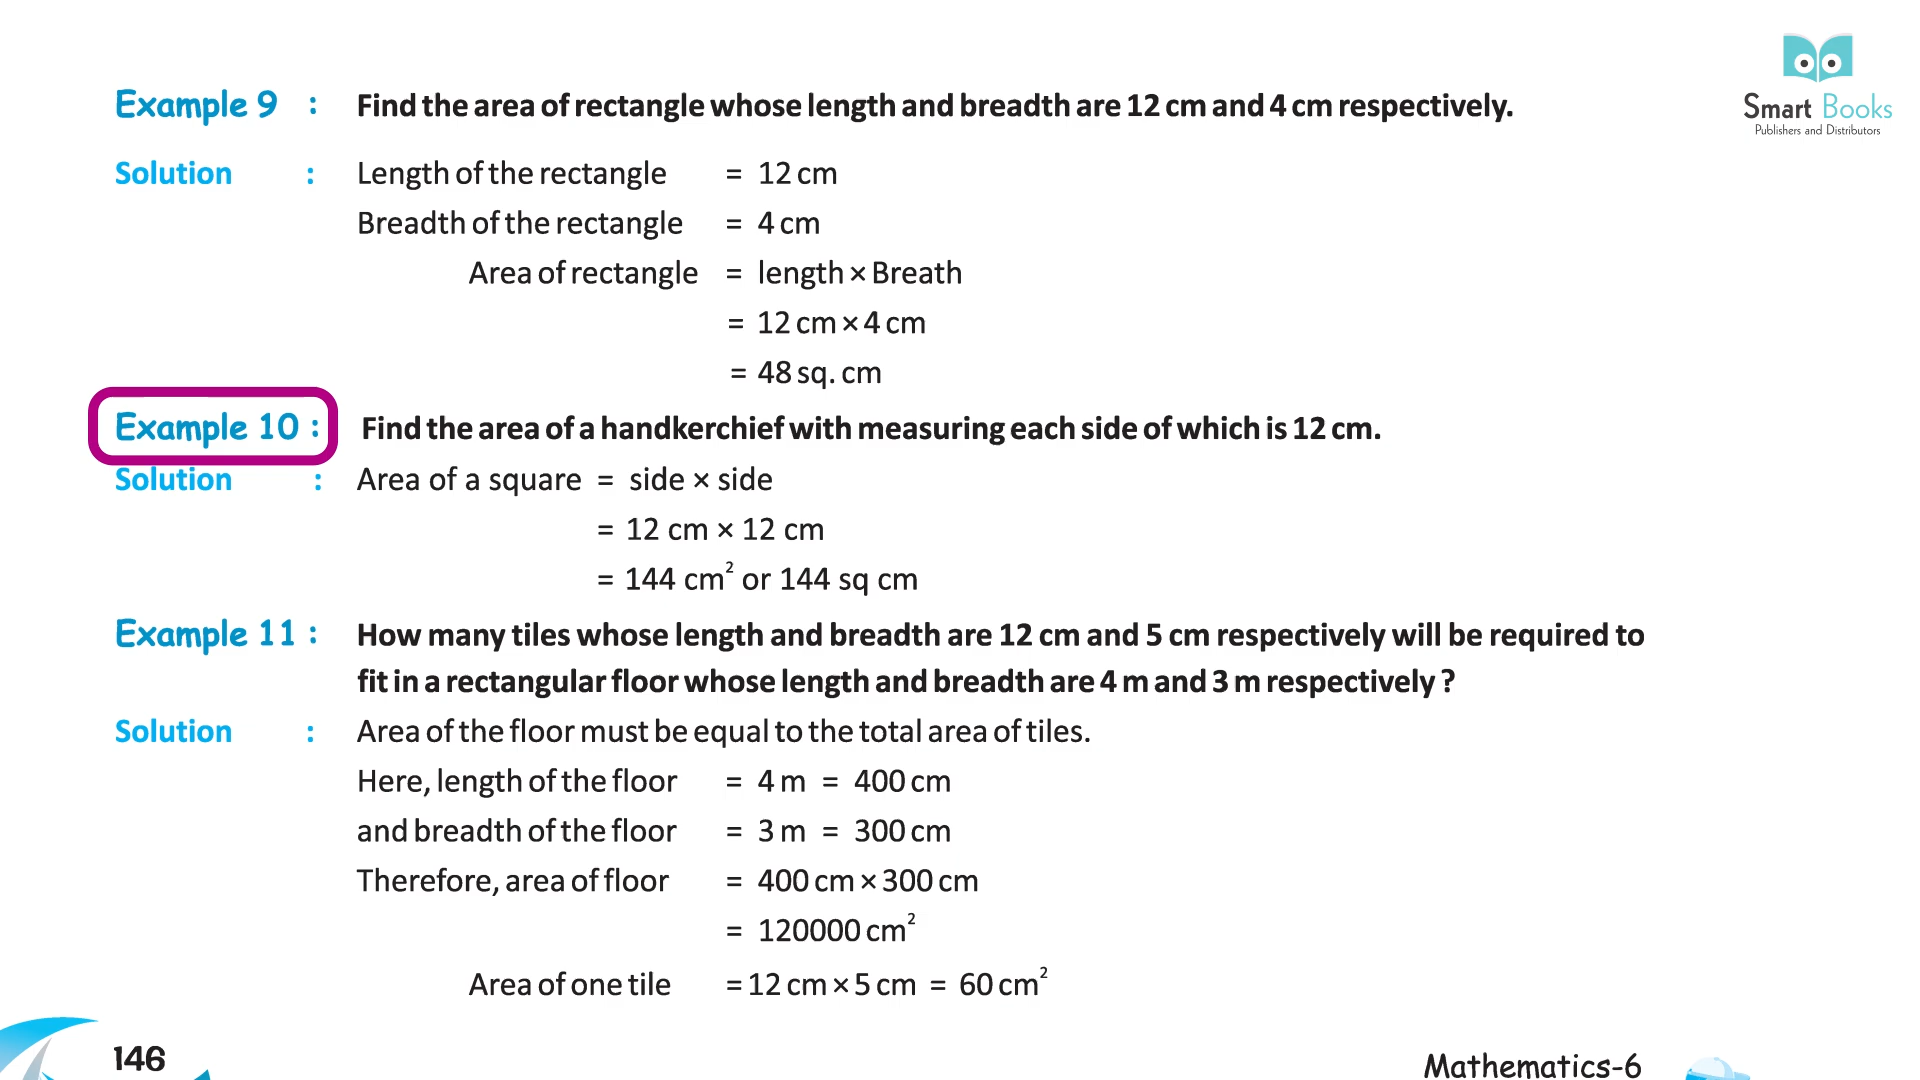 Smart Books
Publishers and Distributors
Example 9 : Find the area of rectangle whose length and breadth are 12 cm and 4 cm respectively.
Solution : Length of the rectangle = 12 cm
Breadth of the rectangle = 4 cm
Area of rectangle = length × Breath
= 12 cm × 4 cm
= 48 sq. cm
Example 10 : Find the area of a handkerchief with measuring each side of which is 12 cm.
Solution : Area of a square = side × side
= 12 cm × 12 cm
= 144 cm² or 144 sq cm
Example 11 : How many tiles whose length and breadth are 12 cm and 5 cm respectively will be required to
fit in a rectangular floor whose length and breadth are 4 m and 3 m respectively ?
Solution : Area of the floor must be equal to the total area of tiles.
Here, length of the floor = 4 m = 400 cm
and breadth of the floor = 3 m = 300 cm
Therefore, area of floor = 400 cm × 300 cm
= 120000 cm²
Area of one tile = 12 cm × 5 cm = 60 cm²
146
Mathematics-6